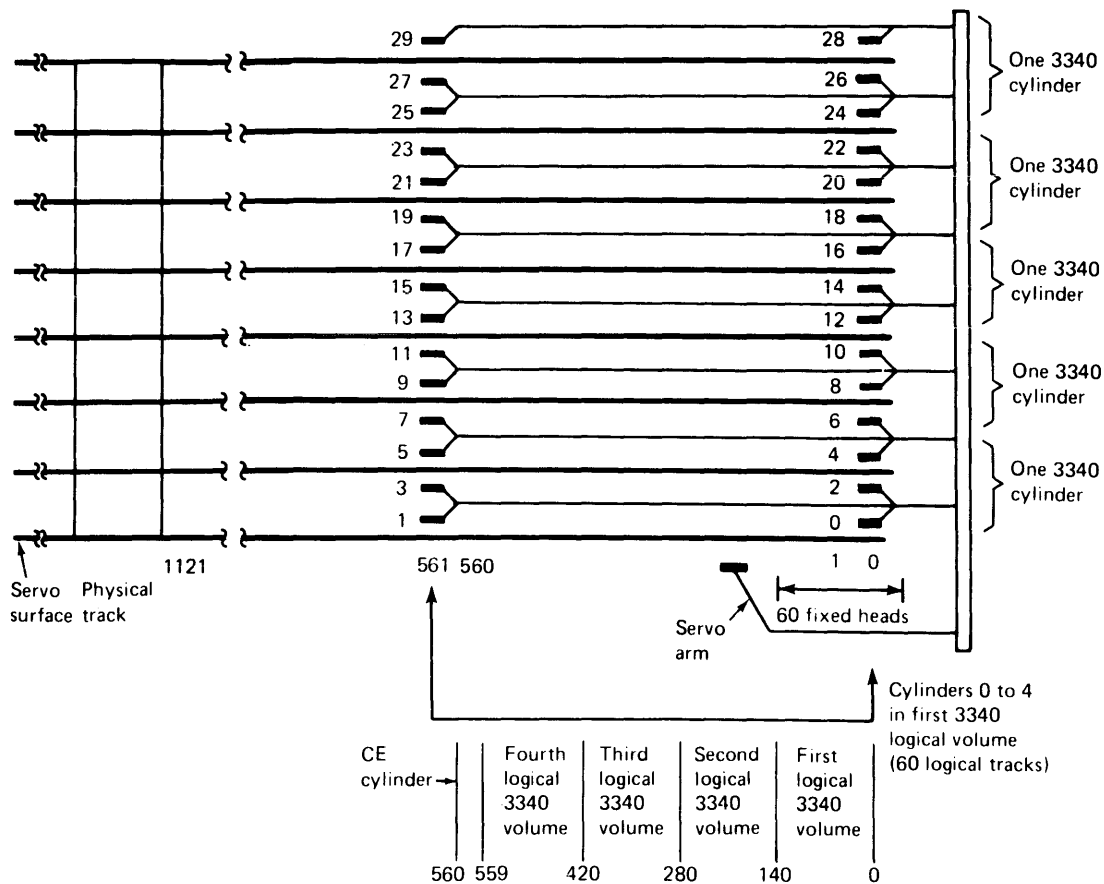 29
28
27
26
25
24
One 3340
cylinder
23
22
21
20
One 3340
cylinder
19
18
17
16
15
14
13
12
One 3340
cylinder
11
10
9
8
One 3340
cylinder
7
6
5
4
3
2
1
0
One 3340
cylinder
1121
561 560
1 0
Servo
surface
Physical
track
60 fixed heads
Servo
arm
Cylinders 0 to 4
in first 3340
logical volume
(60 logical tracks)
CE
cylinder
Fourth
logical
3340
volume
Third
logical
3340
volume
Second
logical
3340
volume
First
logical
3340
volume
560 559 420 280 140 0